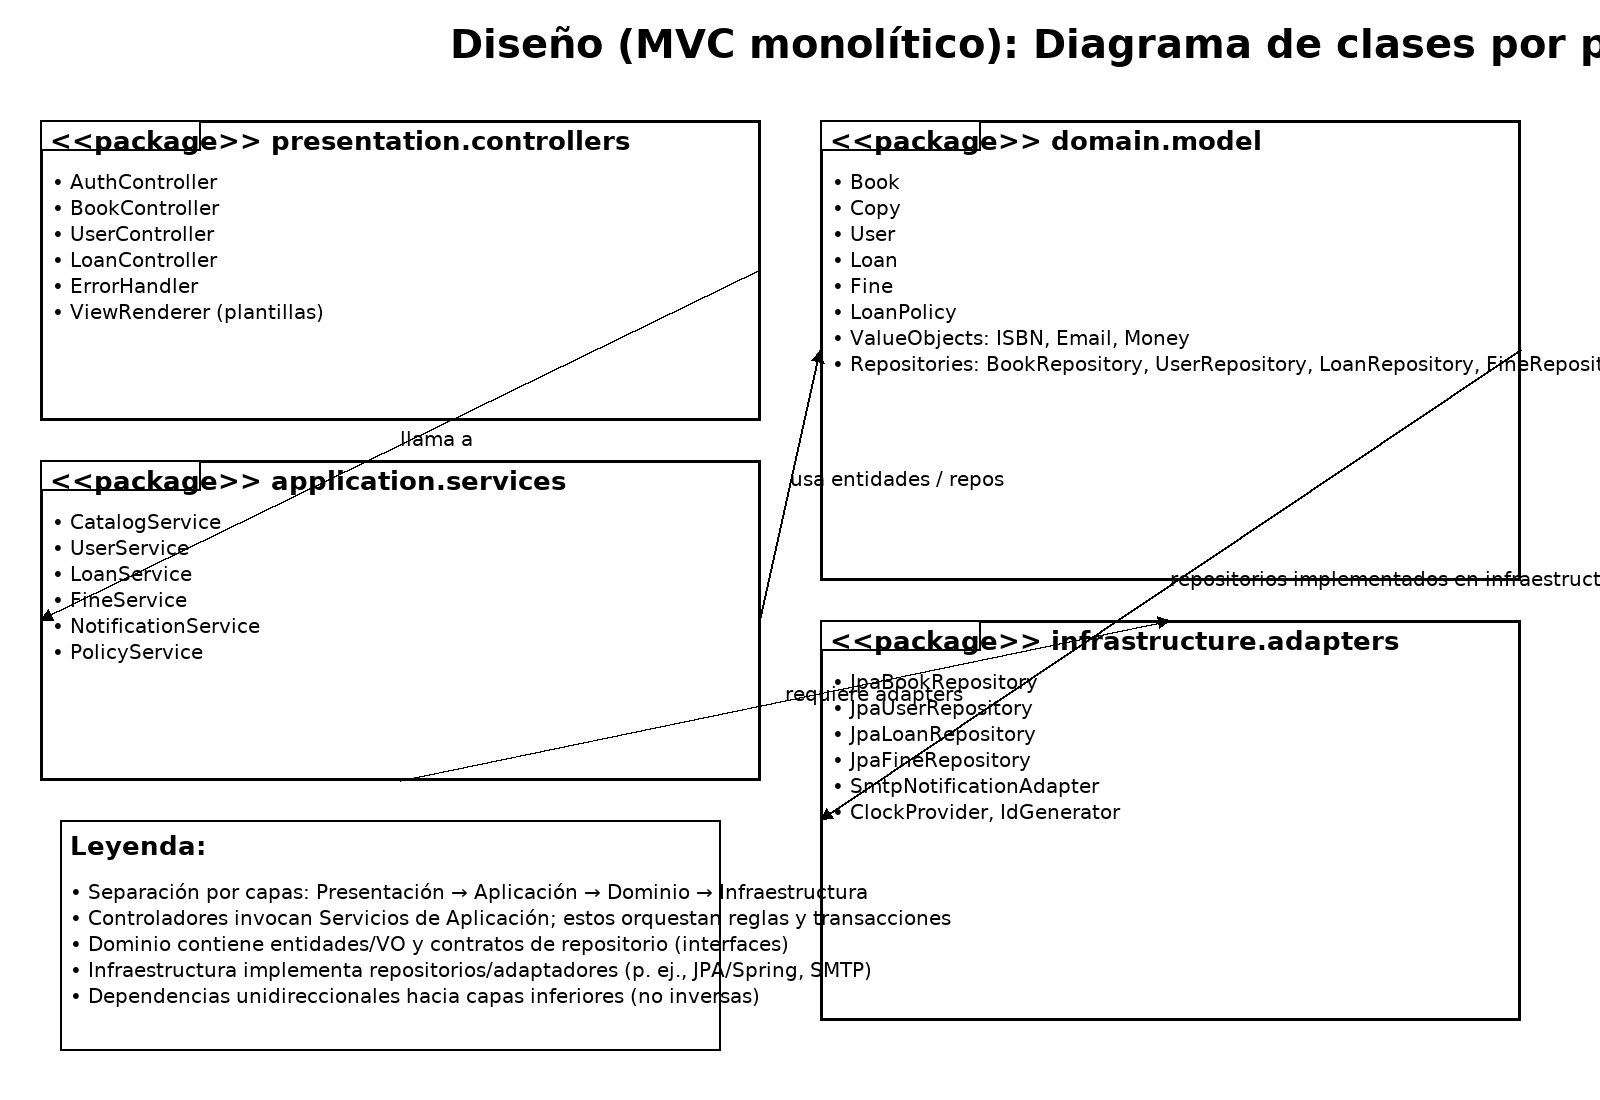 Diseño (MVC monolítico): Diagrama de clases por p
<<package>> presentation.controllers
• AuthController
• BookController
• UserController
• LoanController
• ErrorHandler
• ViewRenderer (plantillas)
llama a
<<package>> application.services
• CatalogService
• UserService
• LoanService
• FineService
• NotificationService
• PolicyService
<<package>> domain.model
• Book
• Copy
• User
• Loan
• Fine
• LoanPolicy
• ValueObjects: ISBN, Email, Money
• Repositories: BookRepository, UserRepository, LoanRepository, FineReposit
usa entidades / repos
repositorios implementados en infraestruct
<<package>> infrastructure.adapters
requiere adapters
• JpaBookRepository
• JpaUserRepository
• JpaLoanRepository
• JpaFineRepository
• SmtpNotificationAdapter
• ClockProvider, IdGenerator
Leyenda:
• Separación por capas: Presentación → Aplicación → Dominio → Infraestructura
• Controladores invocan Servicios de Aplicación; estos orquestan reglas y transacciones
• Dominio contiene entidades/VO y contratos de repositorio (interfaces)
• Infraestructura implementa repositorios/adaptadores (p. ej., JPA/Spring, SMTP)
• Dependencias unidireccionales hacia capas inferiores (no inversas)